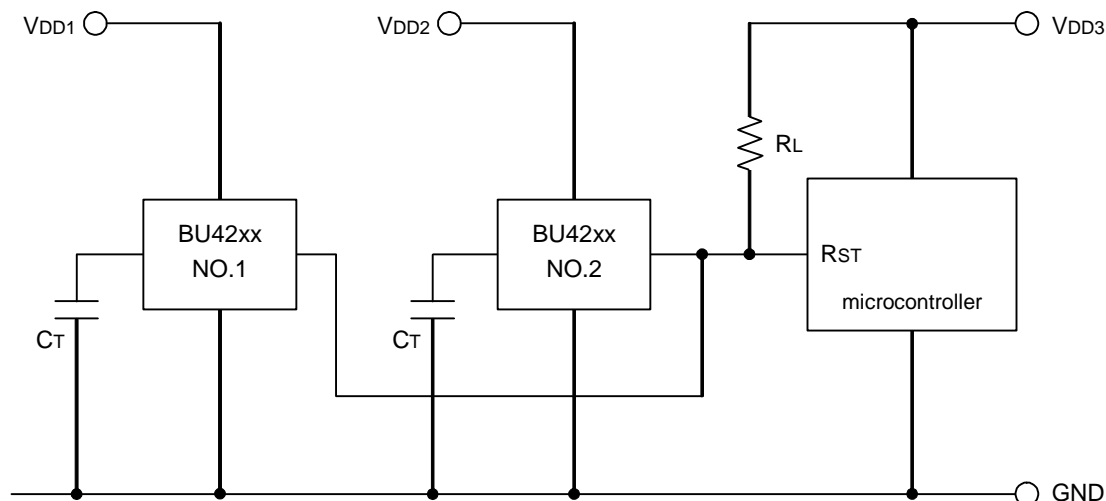 VDD1
VDD2
VDD3
RL
BU42xx
NO.1
BU42xx
NO.2
RST
microcontroller
CT
CT
GND